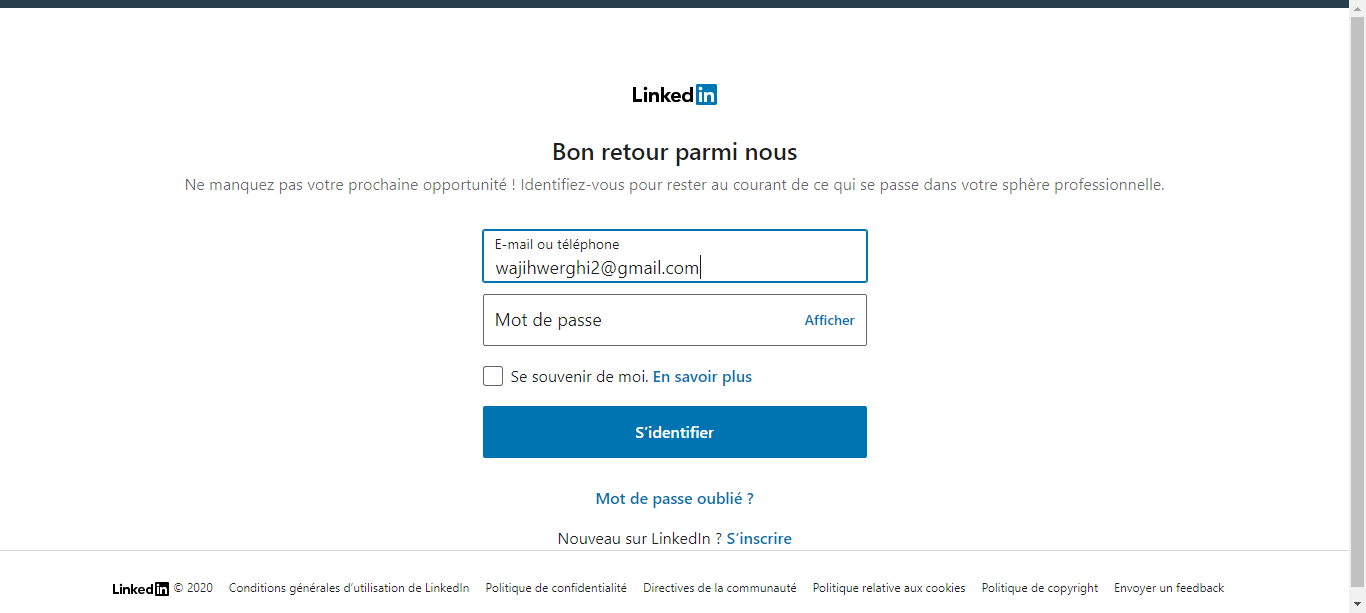 LinkedIn
Bon retour parmi nous
Ne manquez pas votre prochaine opportunité ! Identifiez-vous pour rester au courant de ce qui se passe dans votre sphère professionnelle.
E-mail ou téléphone
wajihwerghi2@gmail.com
Mot de passe Afficher
Se souvenir de moi. En savoir plus
S'identifier
Mot de passe oublié ?
Nouveau sur LinkedIn ? S'inscrire
LinkedIn © 2020 Conditions générales d'utilisation de LinkedIn Politique de confidentialité Directives de la communauté Politique relative aux cookies Politique de copyright Envoyer un feedback